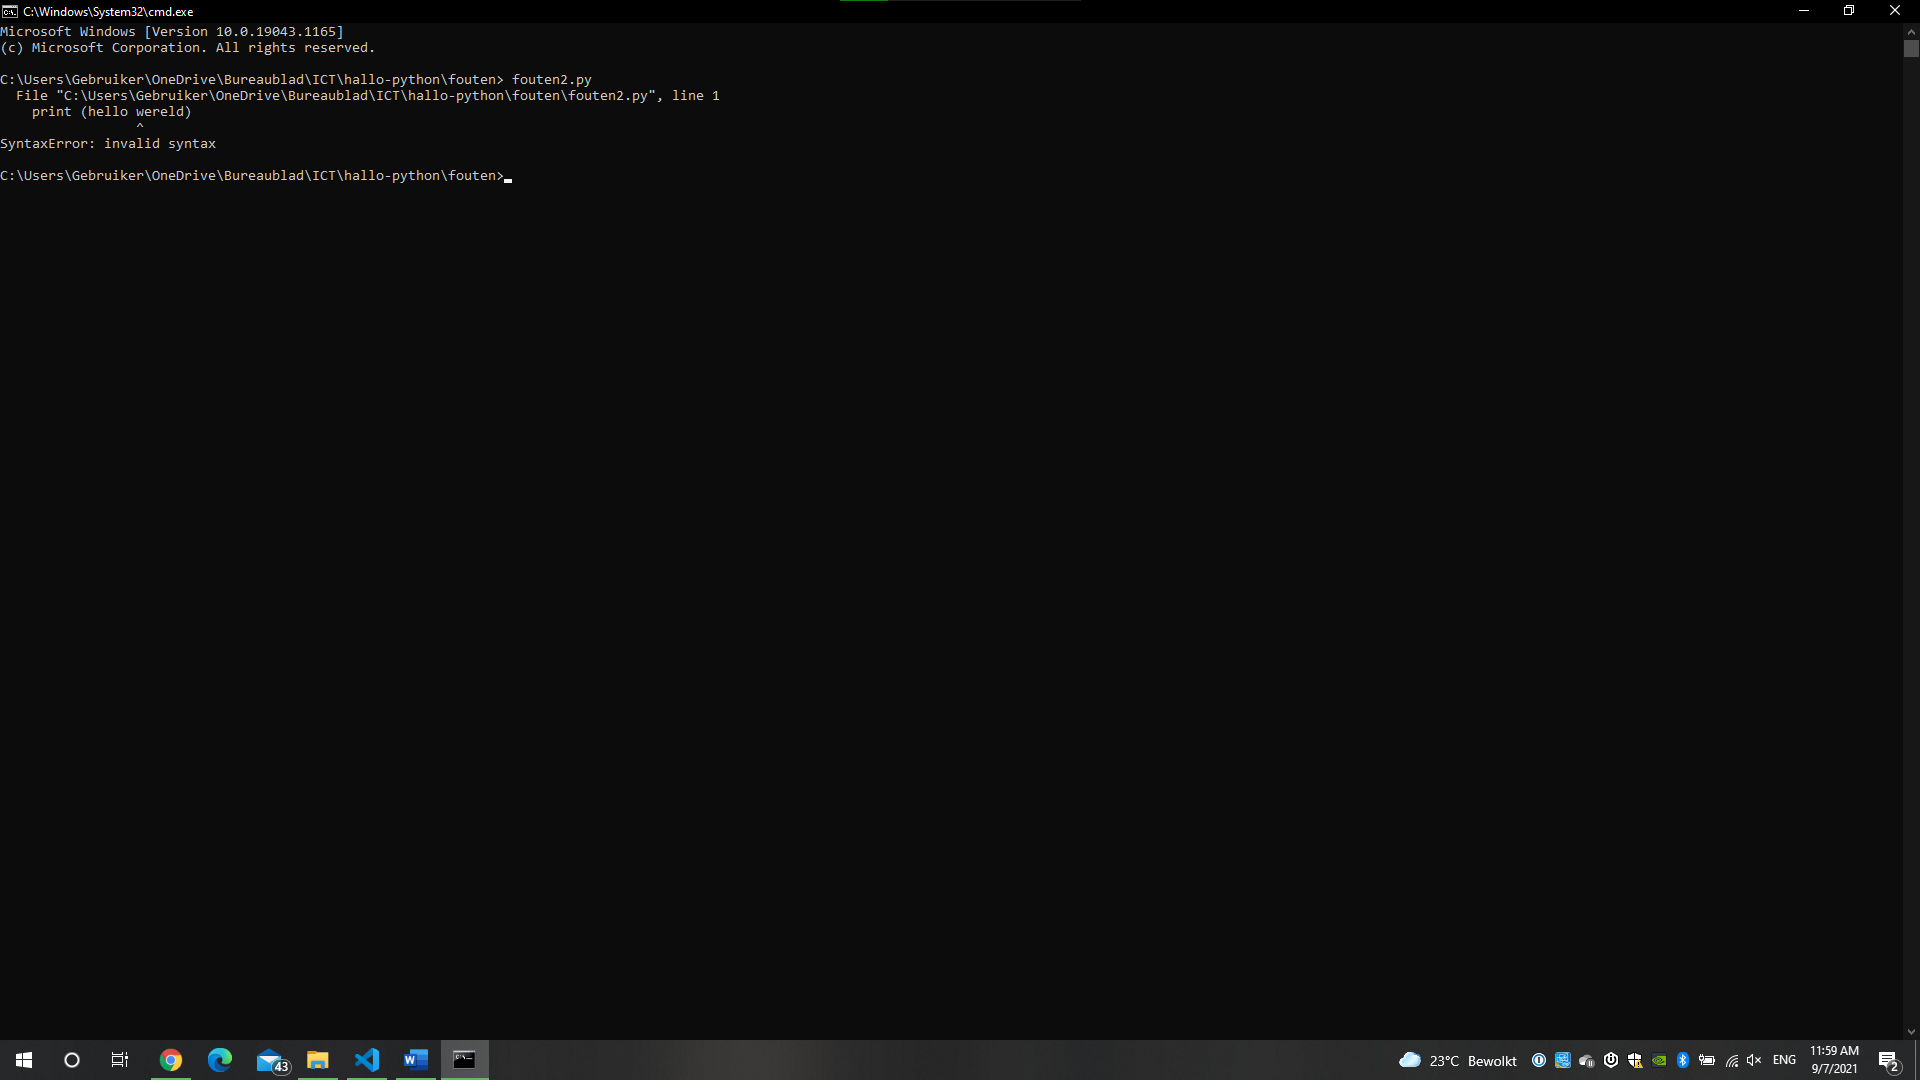 C:\Windows\System32\cmd.exe
Microsoft Windows [Version 10.0.19043.1165]
(c) Microsoft Corporation. All rights reserved.
C:\Users\Gebruiker\OneDrive\Bureaublad\ICT\hallo-python\fouten> fouten2.py
  File "C:\Users\Gebruiker\OneDrive\Bureaublad\ICT\hallo-python\fouten\fouten2.py", line 1
    print (hello wereld)
                 ^
SyntaxError: invalid syntax
C:\Users\Gebruiker\OneDrive\Bureaublad\ICT\hallo-python\fouten>
43
23°C Bewolkt
ENG
11:59 AM
9/7/2021
2